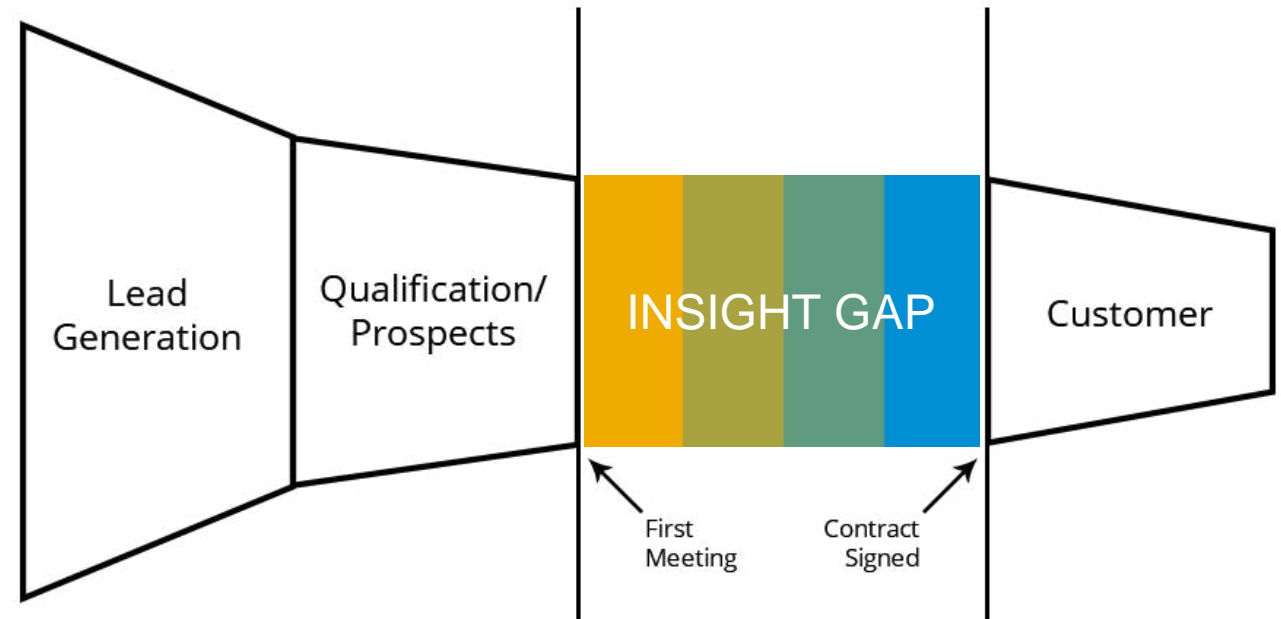 Lead
Generation
Qualification/
Prospects
INSIGHT GAP
Customer
First
Meeting
Contract
Signed